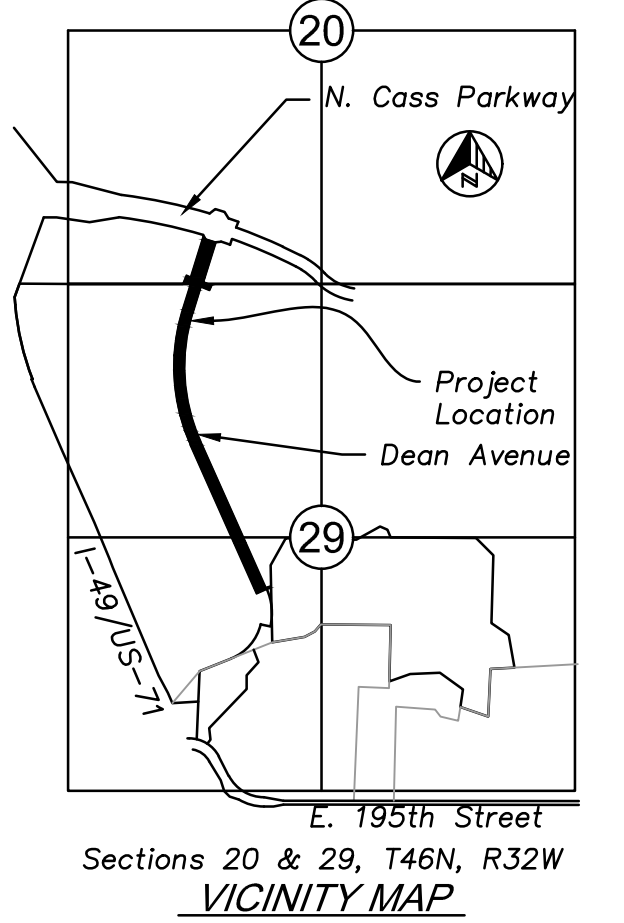 20
N. Cass Parkway
N
Project
Location
Dean Avenue
29
I-49/US-71
E. 195th Street
Sections 20 & 29, T46N, R32W
VICINITY MAP